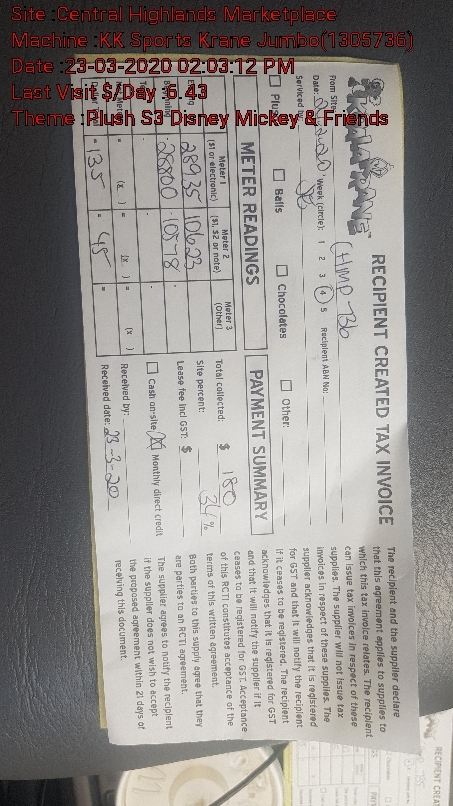 Site :Central Highlands Marketplace
Machine :KK Sports Krane Jumbo(1305736)
Date :23-03-2020 02:03:12 PM
Last Visit $/Day :6.43
Theme :Plush S3 Disney Mickey & Friends
RECIPIENT CREATED TAX INVOICE
From Site: CHMP T36
Date: Week (circle): 1 2 3 4 5 Recipient ABN No:
Serviced by:
Plush Balls Chocolates Other:
METER READINGS
Meter 1
($1 or electronic)
Meter 2
($1, $2 or note)
Meter 3
(Other)
28935 10623
28800 10578
(x ) = (x ) = (x )
= 135 = 45 =
PAYMENT SUMMARY
Total collected: $ 180
Site percent: 34%
Lease fee incl GST: $
Cash on-site Monthly direct credit
Received by:
Received date: 23-3-20
The recipient and the supplier declare
that this agreement applies to supplies to
which this tax invoice relates. The recipient
can issue tax invoices in respect of these
supplies. The supplier will not issue tax
invoices in respect of these supplies. The
supplier acknowledges that it is registered
for GST and that it will notify the recipient
if it ceases to be registered. The recipient
acknowledges that it is registered for GST
and that it will notify the supplier if it
ceases to be registered for GST. Acceptance
of this RCTI constitutes acceptance of the
terms of this written agreement.
Both parties to this supply agree that they
are parties to an RCTI agreement.
The supplier agrees to notify the recipient
if the supplier does not wish to accept
the proposed agreement within 21 days of
receiving this document.
RECIPIENT CREA